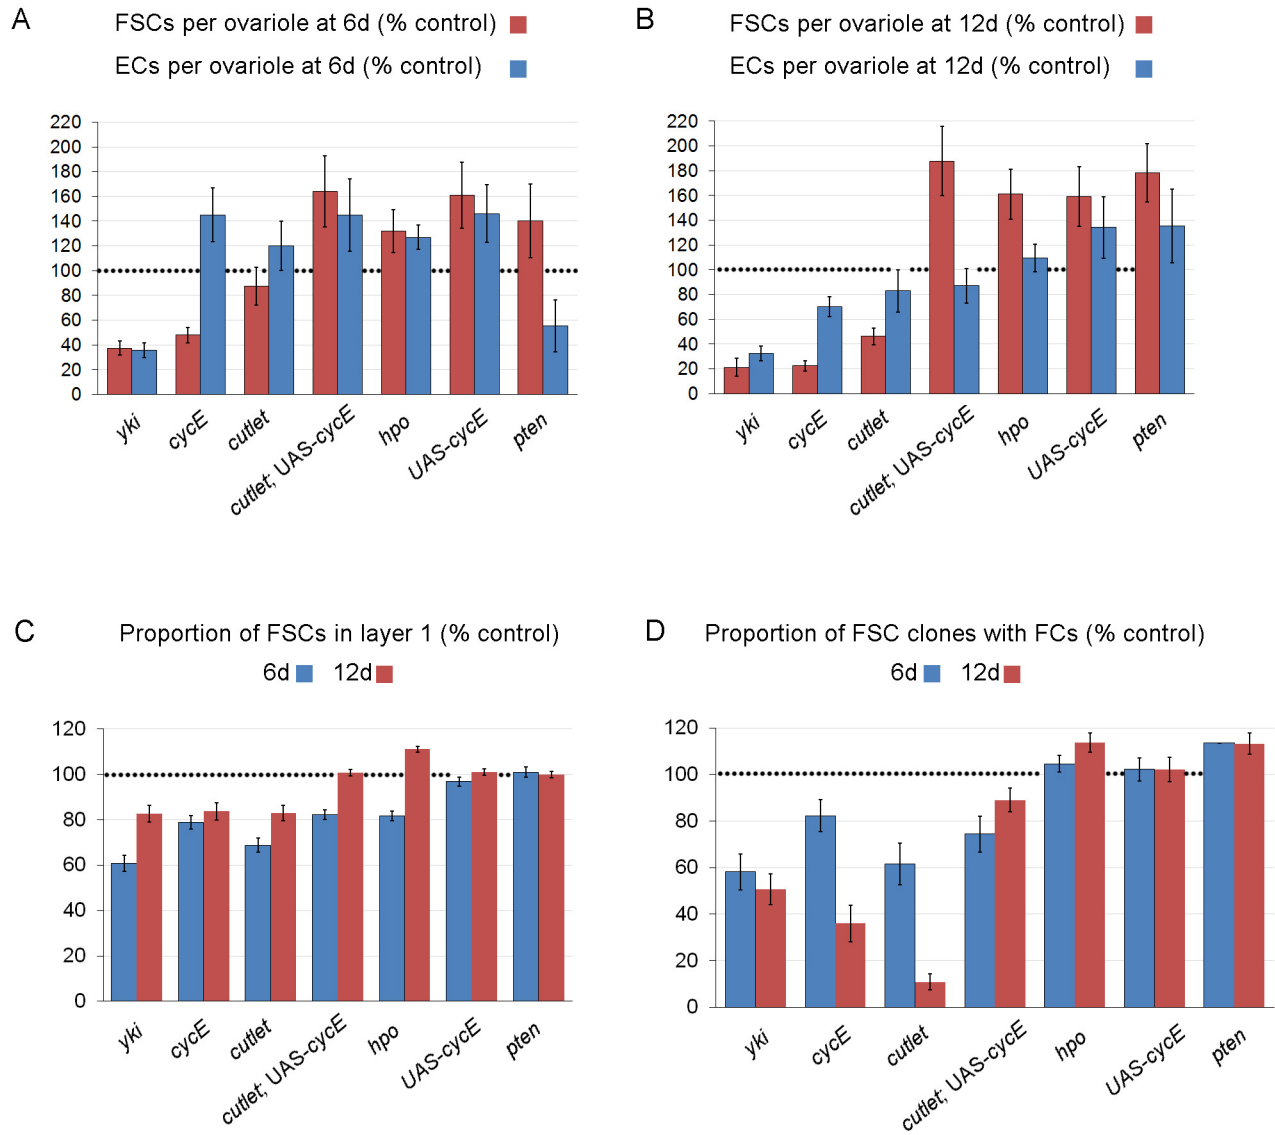 A
FSCs per ovariole at 6d (% control)
ECs per ovariole at 6d (% control)
220
200
180
160
140
120
100
80
60
40
20
0
yki
cycE
cutlet
cutlet; UAS-cycE
hpo
UAS-cycE
pten
B
FSCs per ovariole at 12d (% control)
ECs per ovariole at 12d (% control)
220
200
180
160
140
120
100
80
60
40
20
0
yki
cycE
cutlet
cutlet; UAS-cycE
hpo
UAS-cycE
pten
C
Proportion of FSCs in layer 1 (% control)
6d 12d
120
100
80
60
40
20
0
yki
cycE
cutlet
cutlet; UAS-cycE
hpo
UAS-cycE
pten
D
Proportion of FSC clones with FCs (% control)
6d 12d
120
100
80
60
40
20
0
yki
cycE
cutlet
cutlet; UAS-cycE
hpo
UAS-cycE
pten